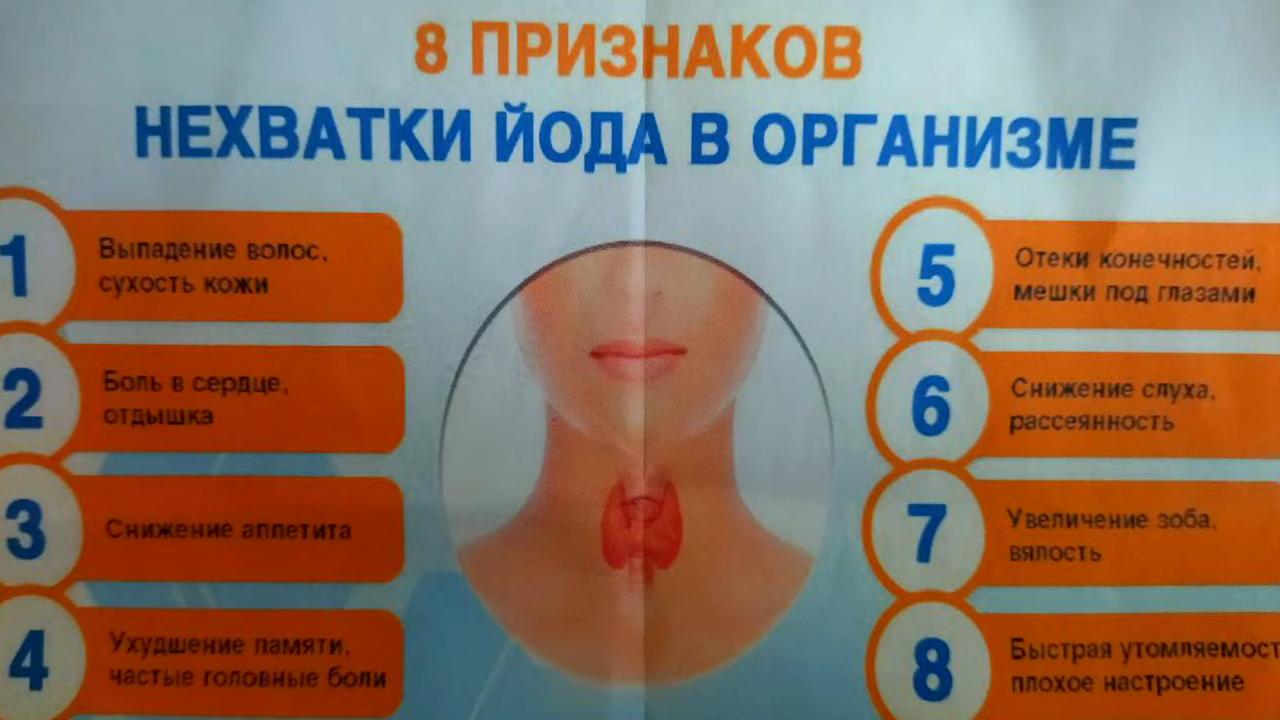 8 ПРИЗНАКОВ
НЕХВАТКИ ЙОДА В ОРГАНИЗМЕ
1
Выпадение волос,
сухость кожи
2
Боль в сердце,
отдышка
3
Снижение аппетита
4
Ухудшение памяти,
частые головные боли
5
Отеки конечностей,
мешки под глазами
6
Снижение слуха,
рассеянность
7
Увеличение зоба,
вялость
8
Быстрая утомляемост
плохое настроение